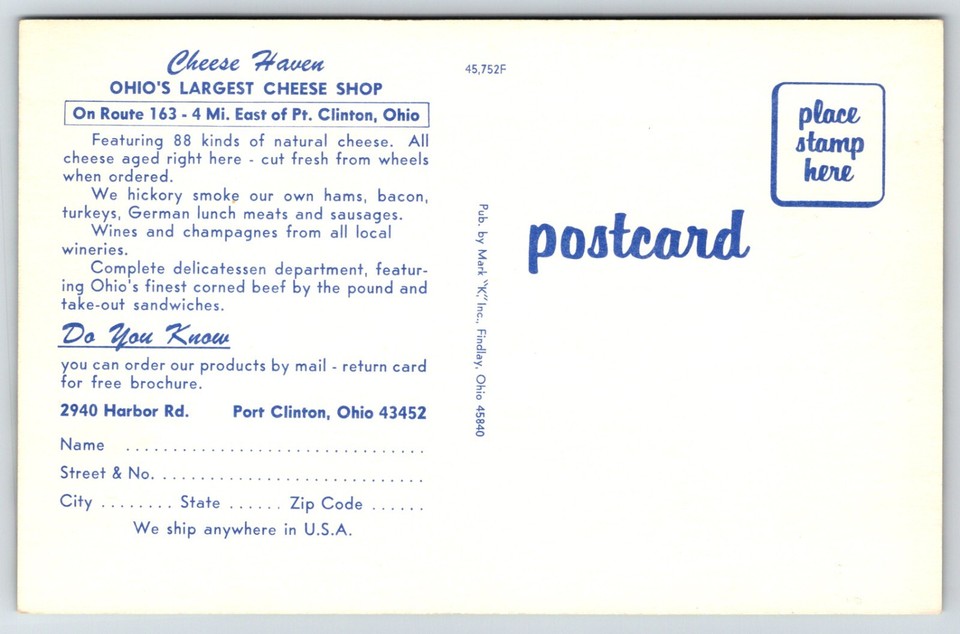 Cheese Haven
OHIO'S LARGEST CHEESE SHOP
On Route 163 - 4 Mi. East of Pt. Clinton, Ohio
Featuring 88 kinds of natural cheese. All
cheese aged right here - cut fresh from wheels
when ordered.
We hickory smoke our own hams, bacon,
turkeys, German lunch meats and sausages.
Wines and champagnes from all local
wineries.
Complete delicatessen department, featur-
ing Ohio's finest corned beef by the pound and
take-out sandwiches.
Do You Know
you can order our products by mail - return card
for free brochure.
2940 Harbor Rd. Port Clinton, Ohio 43452
Name ................................
Street & No. ............................
City ........ State ...... Zip Code ......
We ship anywhere in U.S.A.
45,752F
Pub. by Mark "K," Inc., Findlay, Ohio 45840
postcard
place
stamp
here